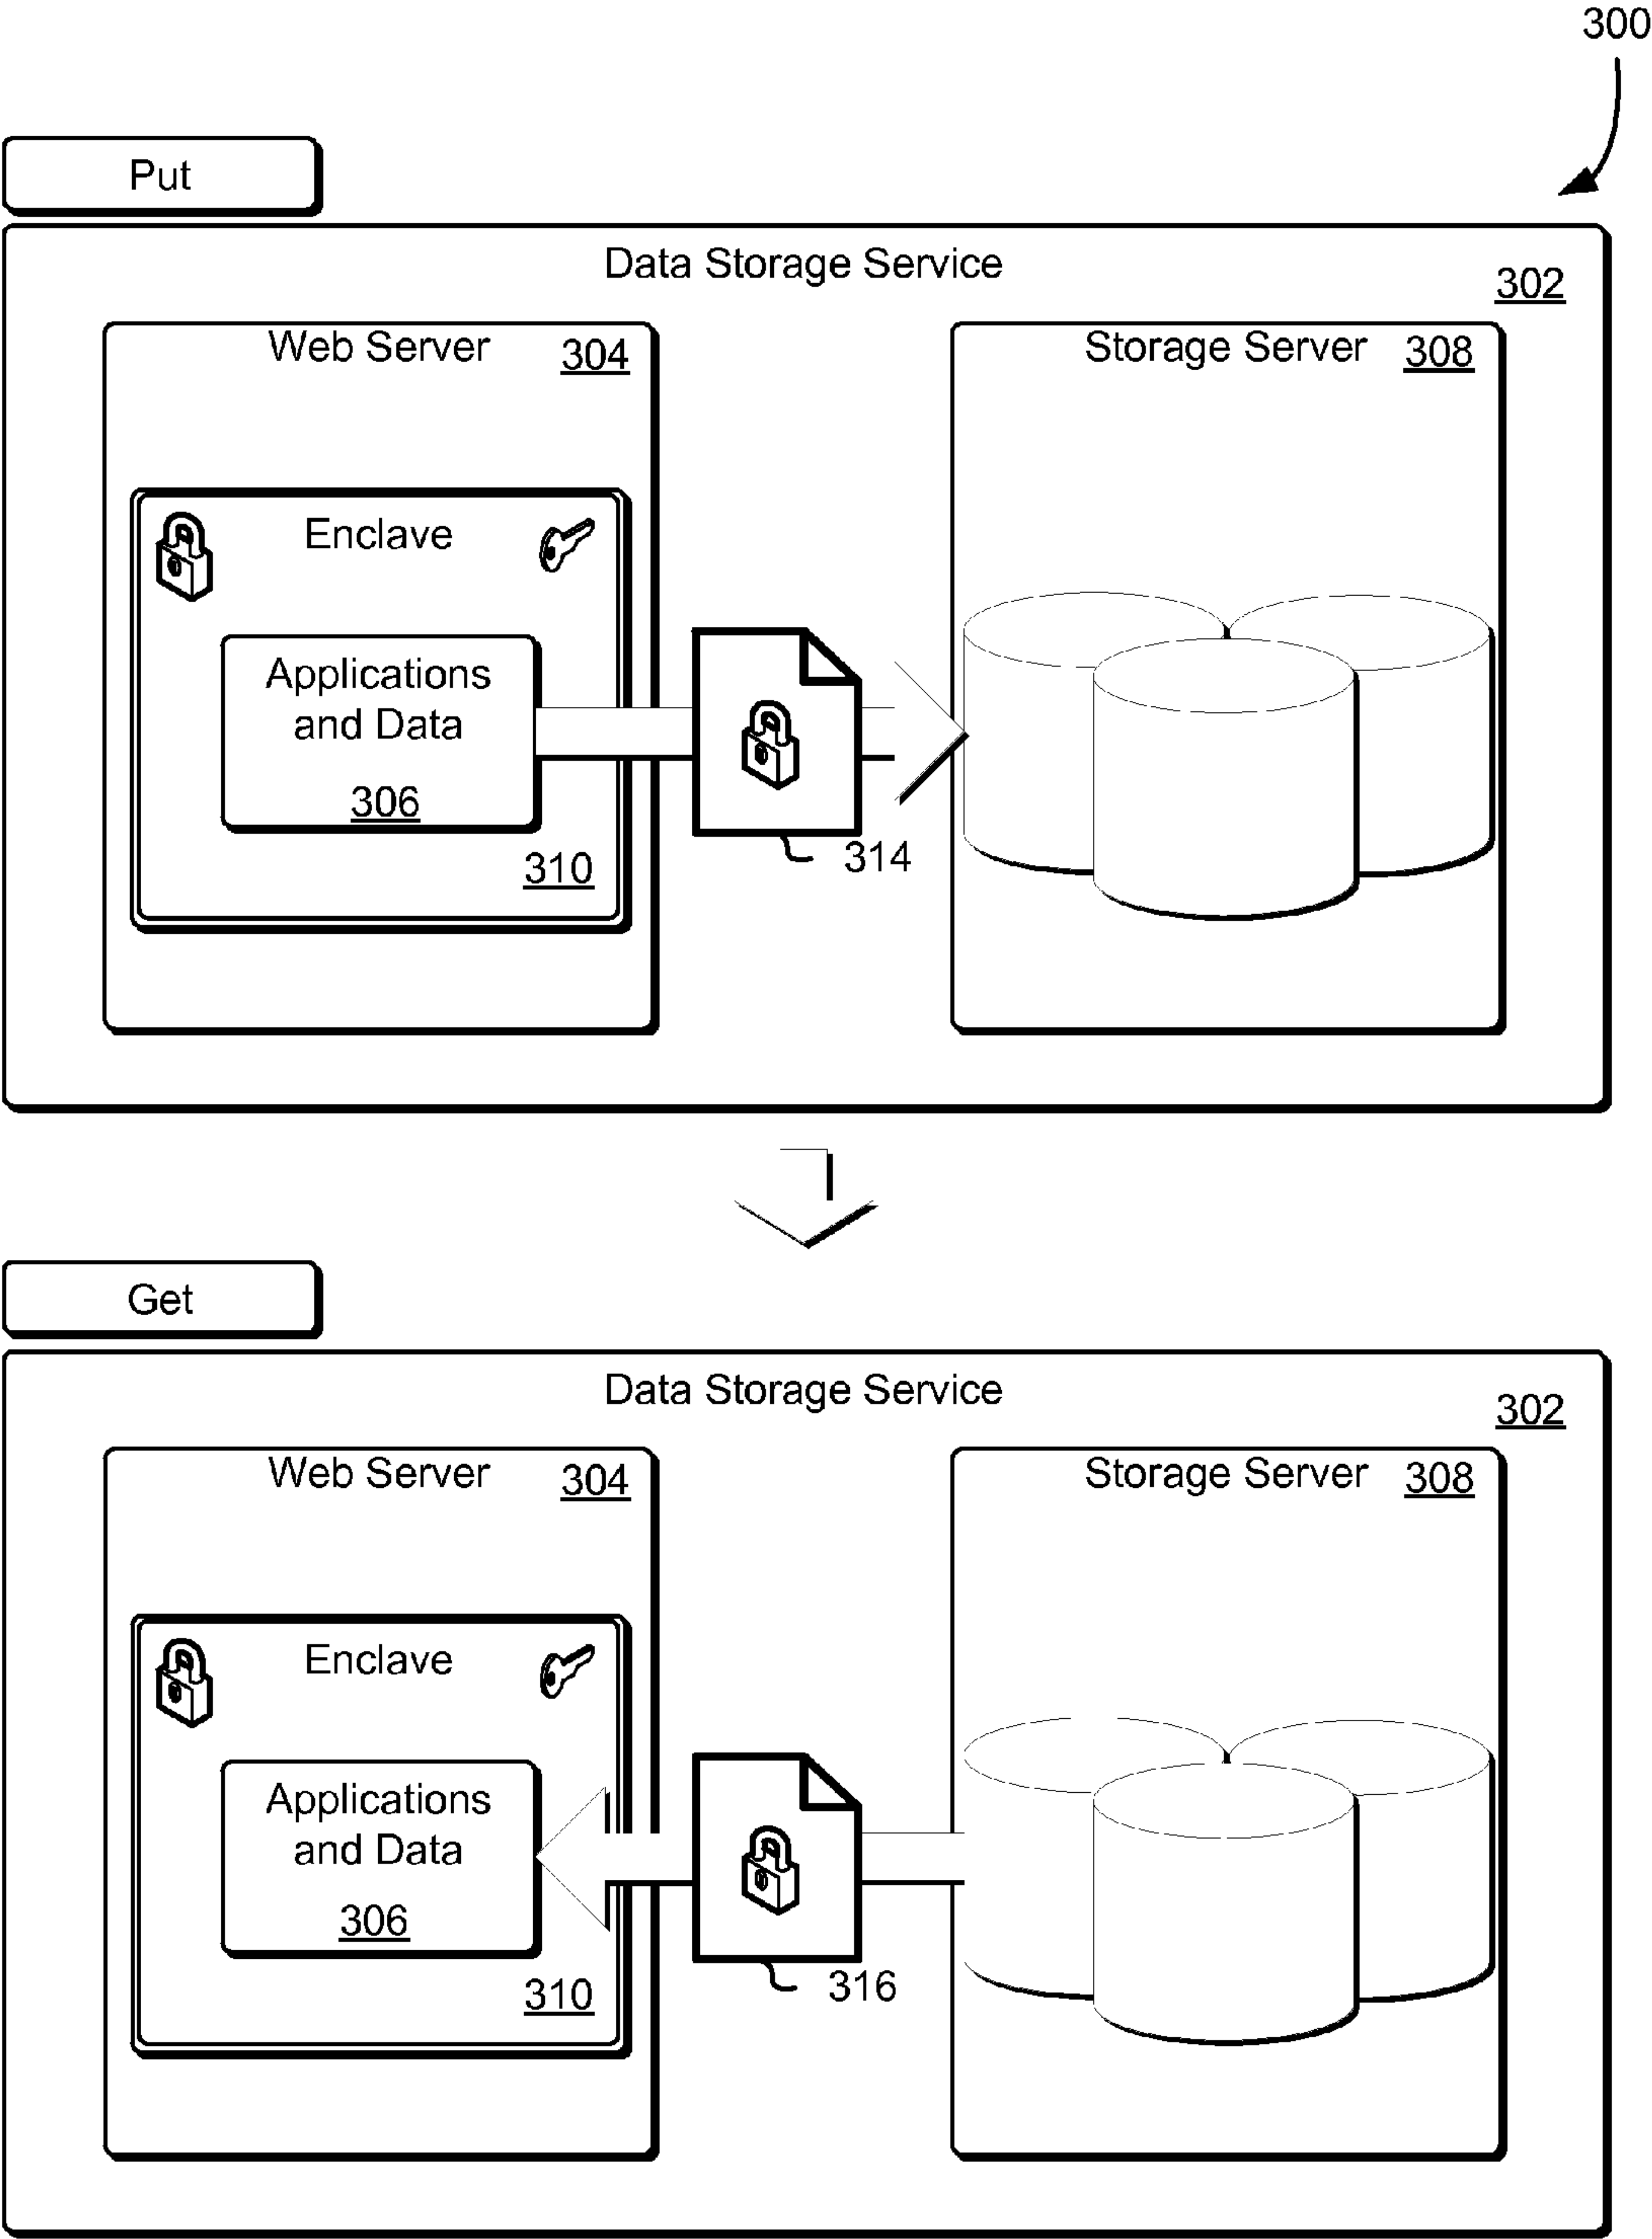 300
Put
Data Storage Service
302
Web Server 304
Storage Server 308
Enclave
Applications
and Data
306
310
314
Get
Data Storage Service
302
Web Server 304
Storage Server 308
Enclave
Applications
and Data
306
310
316